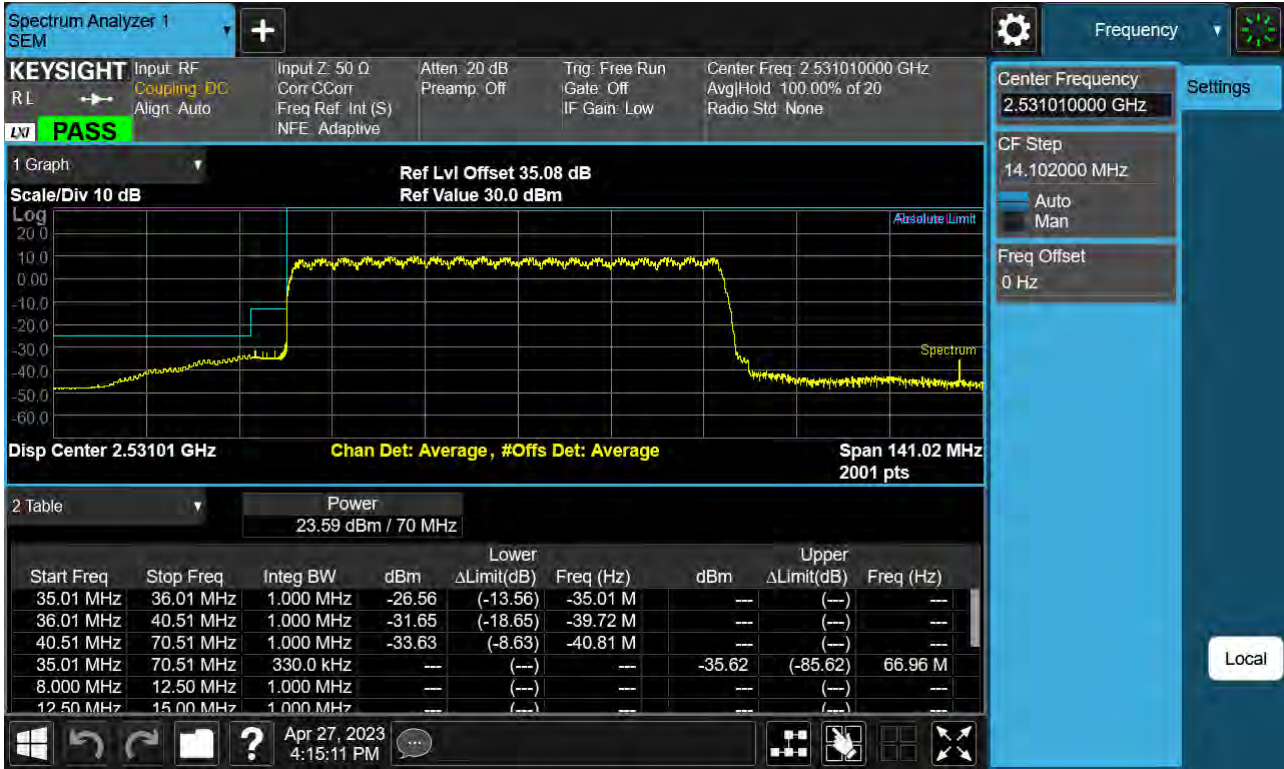 Spectrum Analyzer 1
SEM
Frequency
KEYSIGHT
R L
LXI
PASS
Input: RF
Coupling: DC
Align: Auto
Input Z: 50 Ω
Corr CCorr
Freq Ref: Int (S)
NFE: Adaptive
Atten: 20 dB
Preamp: Off
Trig: Free Run
Gate: Off
IF Gain: Low
Center Freq: 2.531010000 GHz
Avg|Hold: 100.00% of 20
Radio Std: None
Center Frequency
2.531010000 GHz
Settings
CF Step
14.102000 MHz
Auto
Man
Freq Offset
0 Hz
Local
1 Graph
Scale/Div 10 dB
Ref Lvl Offset 35.08 dB
Ref Value 30.0 dBm
Log
Absolute Limit
20.0
10.0
0.00
-10.0
-20.0
-30.0
-40.0
-50.0
-60.0
Spectrum
Disp Center 2.53101 GHz Chan Det: Average, #Offs Det: Average Span 141.02 MHz
2001 pts
2 Table
Power
23.59 dBm / 70 MHz
Lower Upper
Start Freq Stop Freq Integ BW dBm ΔLimit(dB) Freq (Hz) dBm ΔLimit(dB) Freq (Hz)
35.01 MHz 36.01 MHz 1.000 MHz -26.56 (-13.56) -35.01 M --- (---) ---
36.01 MHz 40.51 MHz 1.000 MHz -31.65 (-18.65) -39.72 M --- (---) ---
40.51 MHz 70.51 MHz 1.000 MHz -33.63 (-8.63) -40.81 M --- (---) ---
35.01 MHz 70.51 MHz 330.0 kHz --- (---) --- -35.62 (-85.62) 66.96 M
8.000 MHz 12.50 MHz 1.000 MHz --- (---) --- --- (---) ---
12.50 MHz 15.00 MHz 1.000 MHz --- (---) --- --- (---) ---
?
Apr 27, 2023
4:15:11 PM